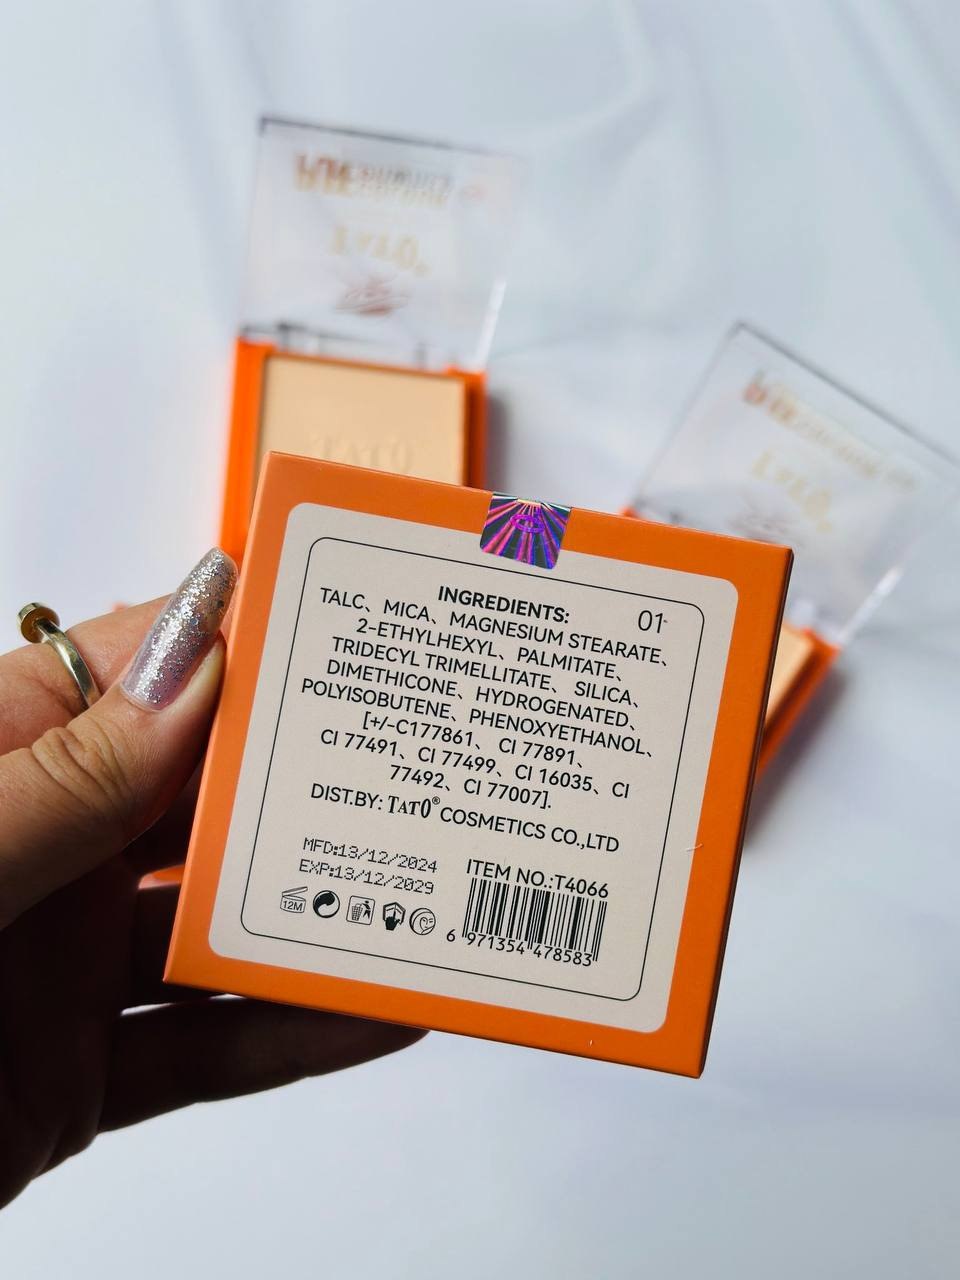 TATO
INGREDIENTS:
01
TALC、MICA、MAGNESIUM STEARATE、
2-ETHYLHEXYL、PALMITATE、
TRIDECYL TRIMELLITATE、SILICA、
DIMETHICONE、HYDROGENATED、
POLYISOBUTENE、PHENOXYETHANOL、
[+/-C177861、CI 77891、
CI 77491、CI 77499、CI 16035、CI
77492、CI 77007].
DIST.BY: TATO® COSMETICS CO.,LTD
MFD:13/12/2024
EXP:13/12/2029
ITEM NO.:T4066
12M
6 971354 478583